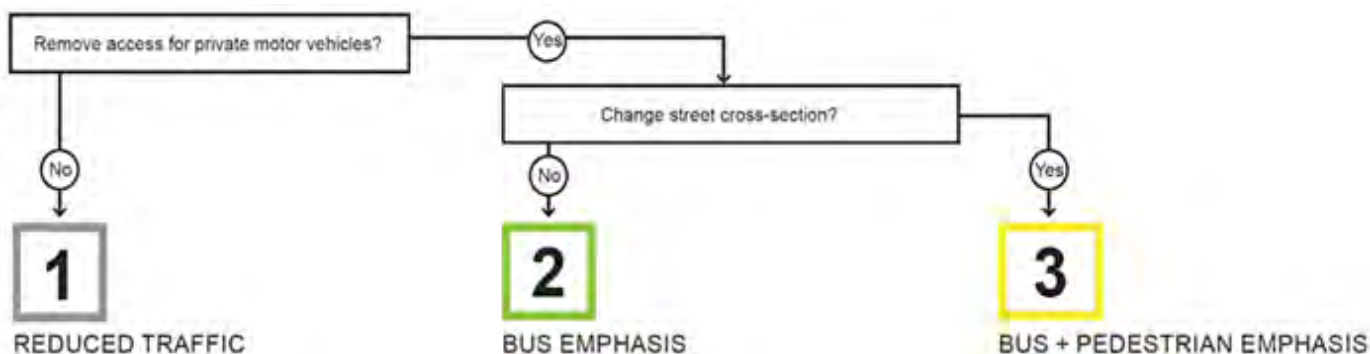 Remove access for private motor vehicles?
Yes
Change street cross-section?
No
No
Yes
1
2
3
REDUCED TRAFFIC
BUS EMPHASIS
BUS + PEDESTRIAN EMPHASIS